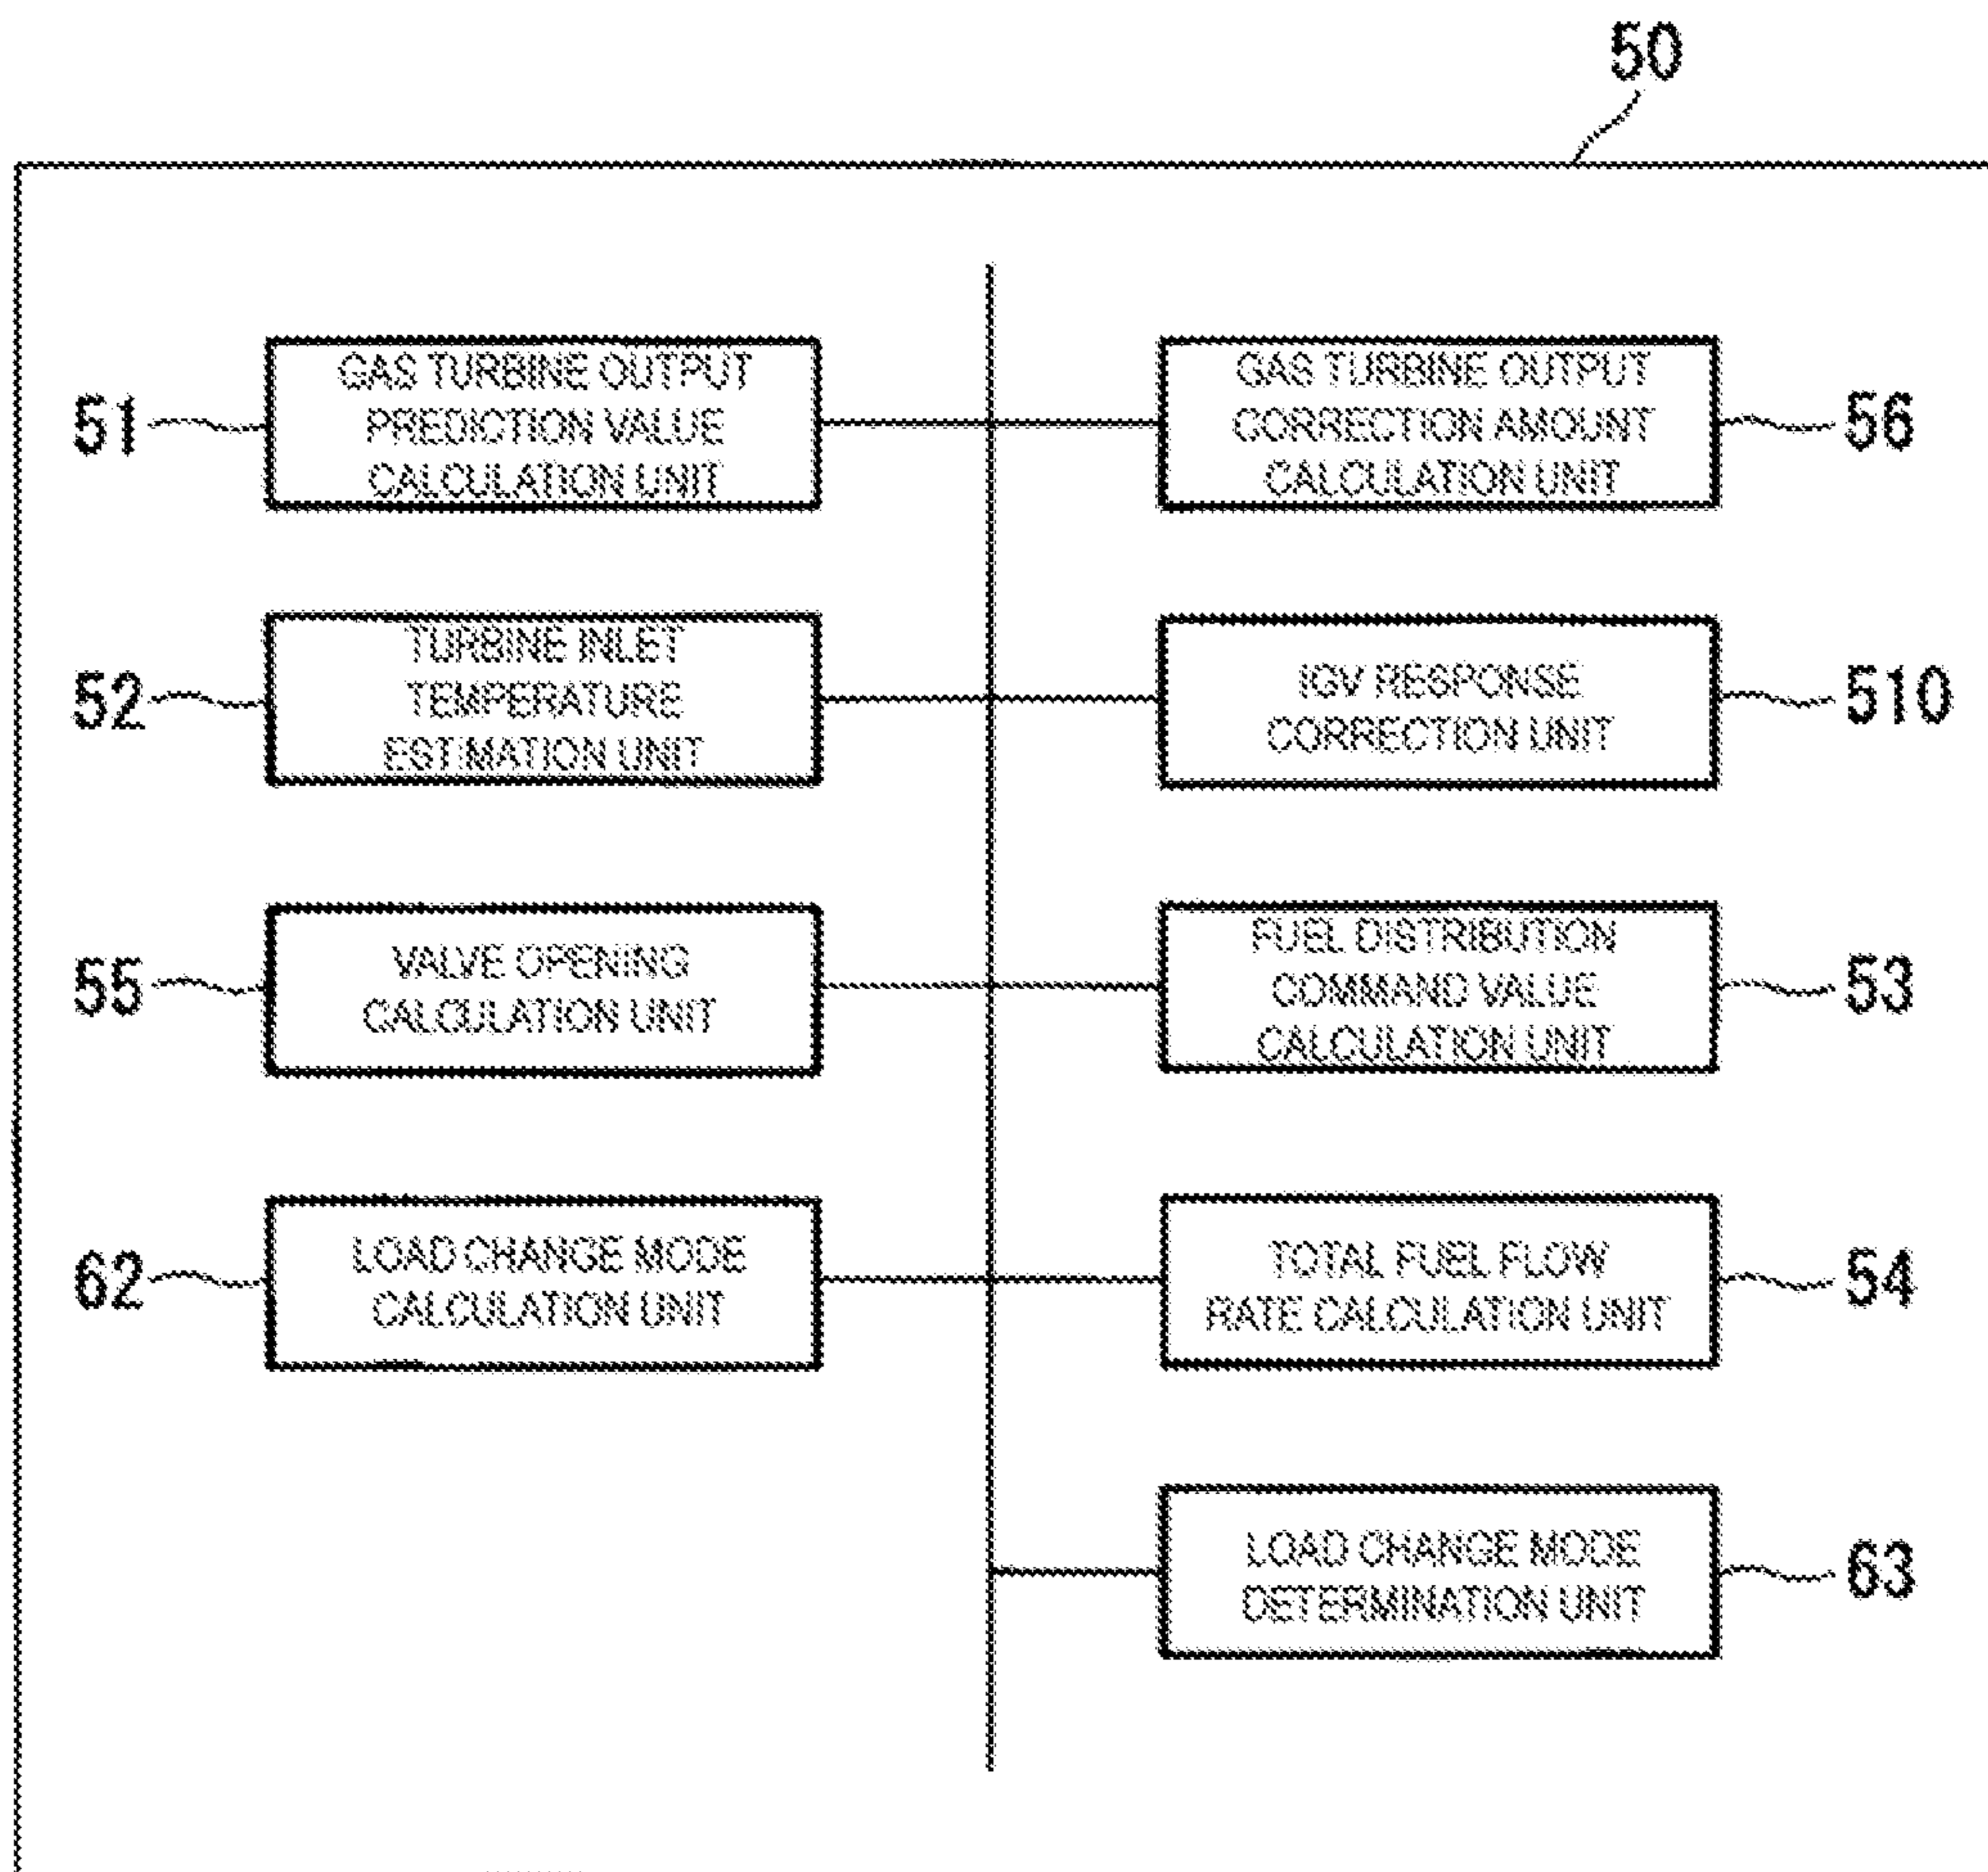 50
51
GAS TURBINE OUTPUT
PREDICTION VALUE
CALCULATION UNIT
GAS TURBINE OUTPUT
CORRECTION AMOUNT
CALCULATION UNIT
56
52
TURBINE INLET
TEMPERATURE
ESTIMATION UNIT
IGV RESPONSE
CORRECTION UNIT
510
55
VALVE OPENING
CALCULATION UNIT
FUEL DISTRIBUTION
COMMAND VALUE
CALCULATION UNIT
53
62
LOAD CHANGE MODE
CALCULATION UNIT
TOTAL FUEL FLOW
RATE CALCULATION UNIT
54
LOAD CHANGE MODE
DETERMINATION UNIT
63